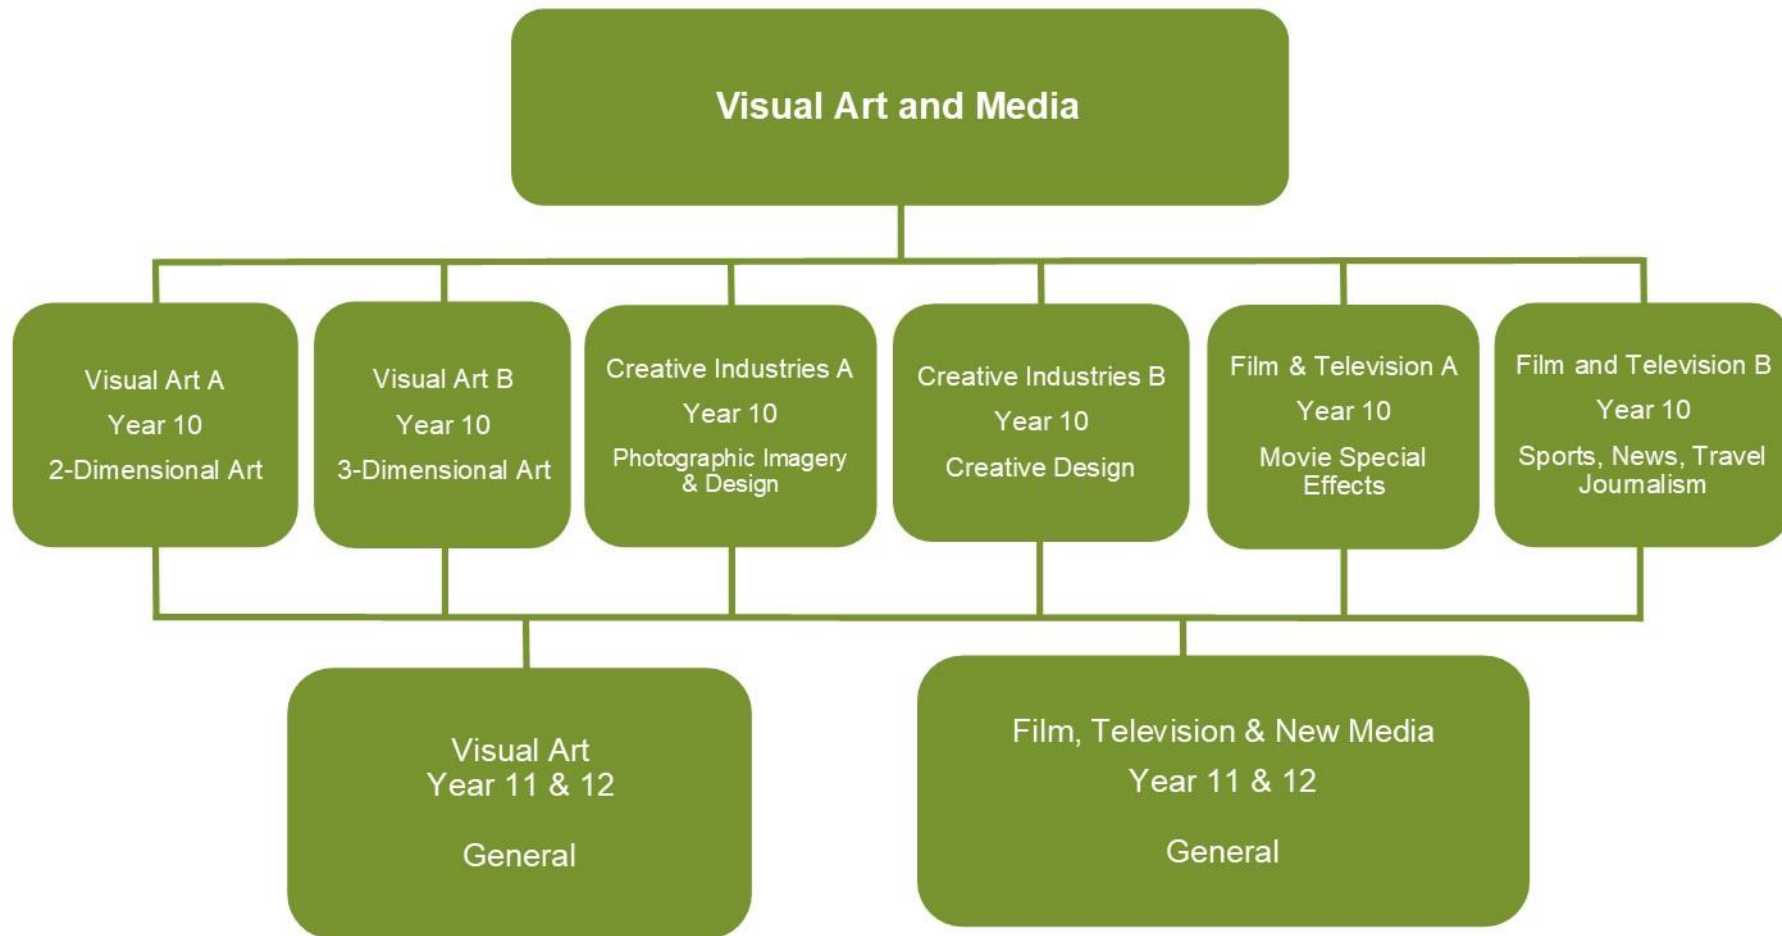 Visual Art and Media
Visual Art A
Year 10
2-Dimensional Art
Visual Art B
Year 10
3-Dimensional Art
Creative Industries A
Year 10
Photographic Imagery
& Design
Creative Industries B
Year 10
Creative Design
Film & Television A
Year 10
Movie Special
Effects
Film and Television B
Year 10
Sports, News, Travel
Journalism
Visual Art
Year 11 & 12
General
Film, Television & New Media
Year 11 & 12
General